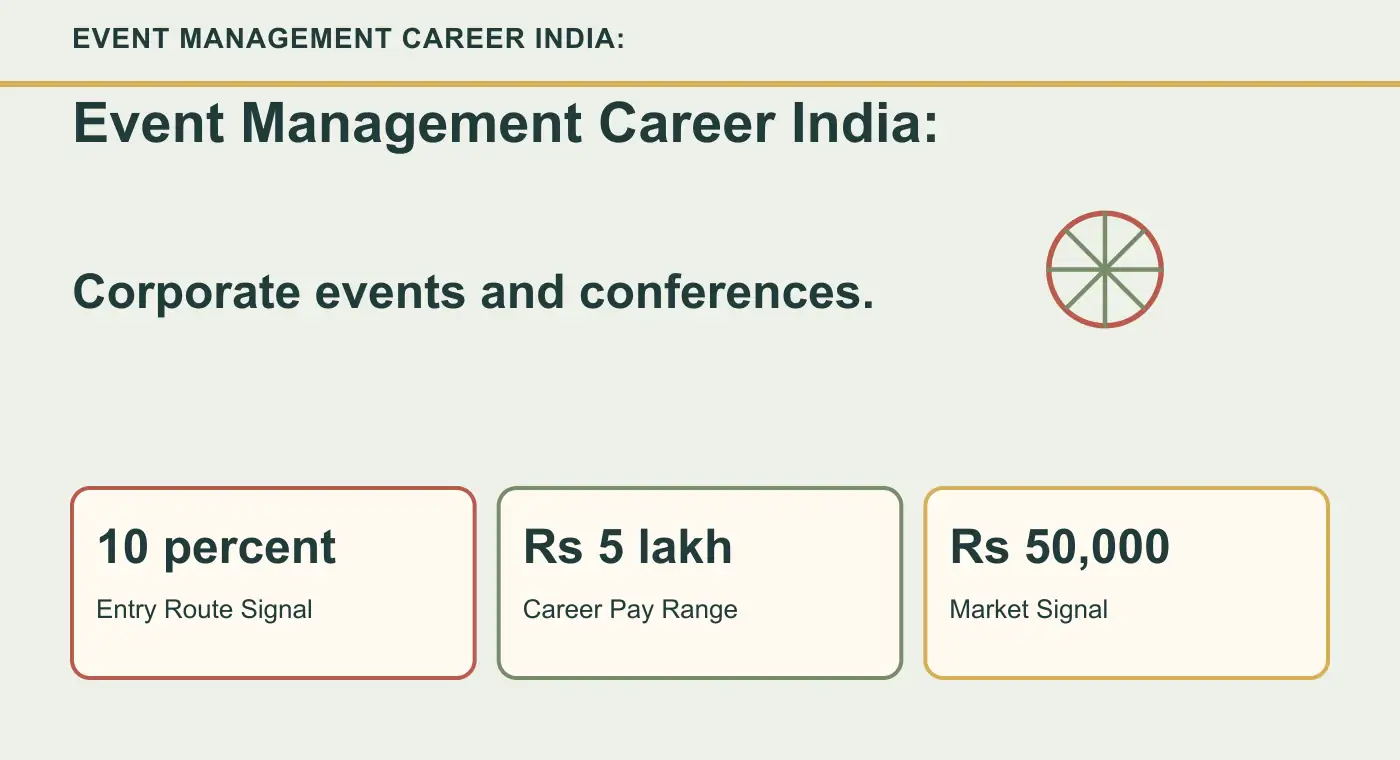 EVENT MANAGEMENT CAREER INDIA:
Event Management Career India:
Corporate events and conferences.
10 percent
Entry Route Signal
Rs 5 lakh
Career Pay Range
Rs 50,000
Market Signal